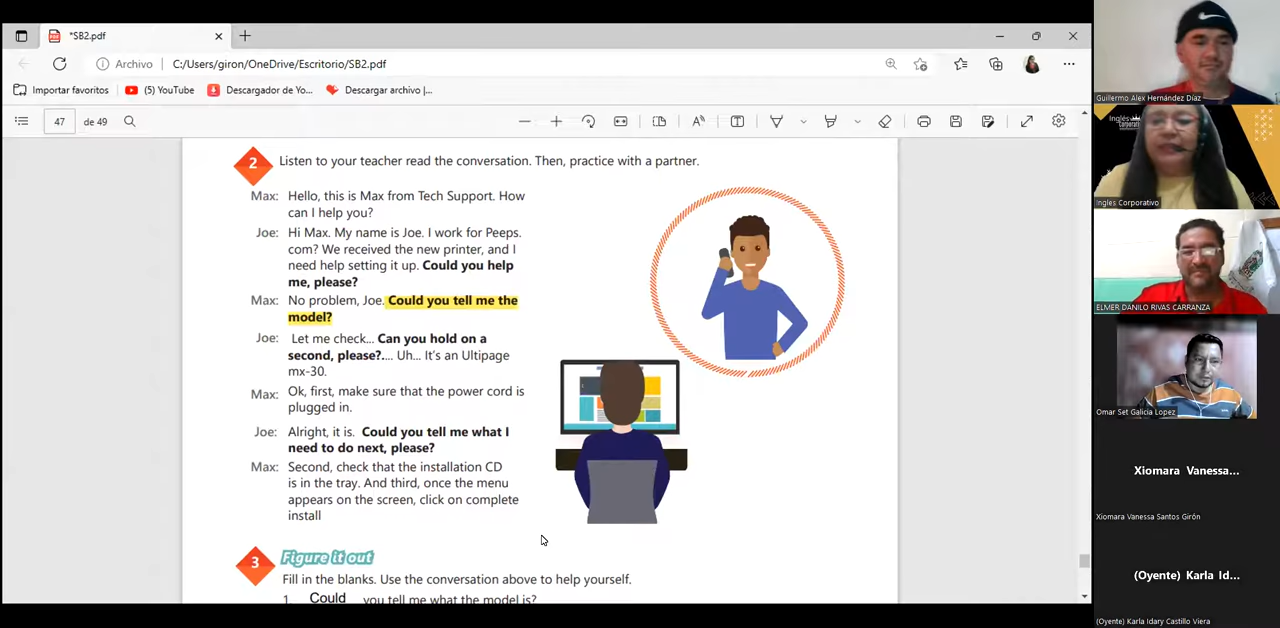 *SB2.pdf
Archivo
C:/Users/giron/OneDrive/Escritorio/SB2.pdf
Importar favoritos
(5) YouTube
Descargador de Yo...
Descargar archivo |...
47
de 49
2
Listen to your teacher read the conversation. Then, practice with a partner.
Max: Hello, this is Max from Tech Support. How
can I help you?
Joe: Hi Max. My name is Joe. I work for Peeps.
com? We received the new printer, and I
need help setting it up. Could you help
me, please?
Max: No problem, Joe. Could you tell me the
model?
Joe: Let me check... Can you hold on a
second, please?.... Uh... It's an Ultipage
mx-30.
Max: Ok, first, make sure that the power cord is
plugged in.
Joe: Alright, it is. Could you tell me what I
need to do next, please?
Max: Second, check that the installation CD
is in the tray. And third, once the menu
appears on the screen, click on complete
install
3
Figure it out
Fill in the blanks. Use the conversation above to help yourself.
1. Could you tell me what the model is?
Guillermo Alex Hernández Díaz
Inglés
Corporativo
Ingles Corporativo
ELMER DANILO RIVAS CARRANZA
Omar Set Galicia Lopez
Xiomara Vanessa...
Xiomara Vanessa Santos Girón
(Oyente) Karla Id...
(Oyente) Karla Idary Castillo Viera